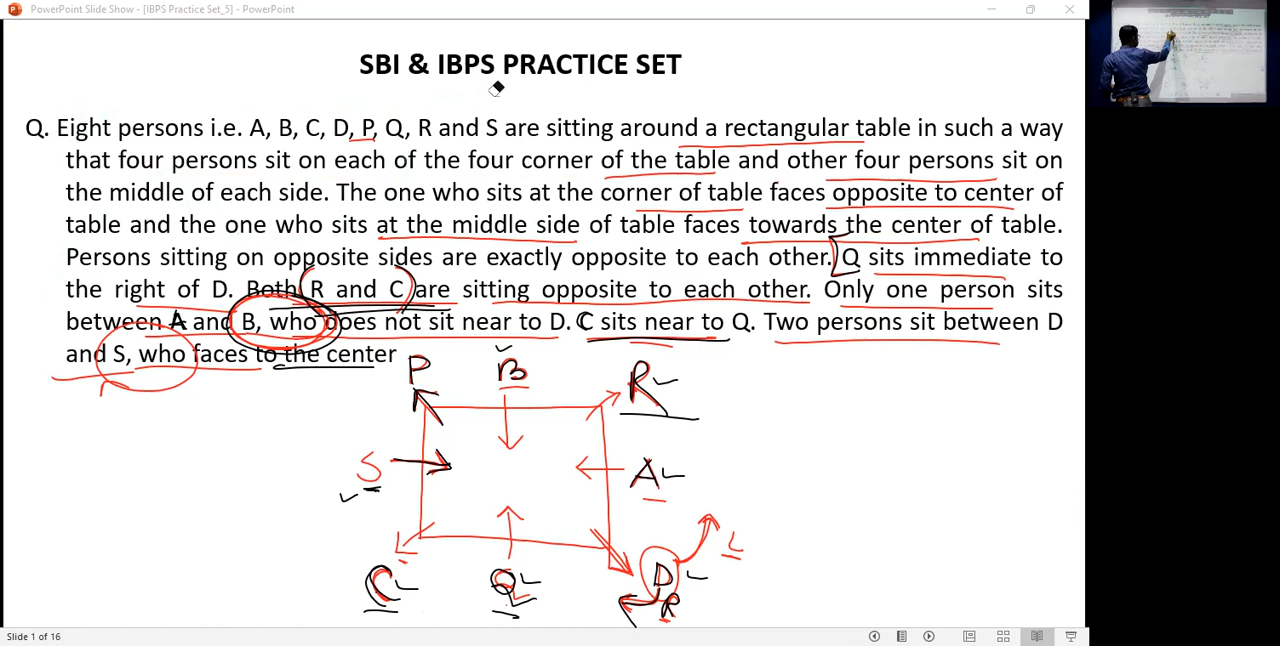 PowerPoint Slide Show - [IBPS Practice Set_5] - PowerPoint
SBI & IBPS PRACTICE SET
Q. Eight persons i.e. A, B, C, D, P, Q, R and S are sitting around a rectangular table in such a way
that four persons sit on each of the four corner of the table and other four persons sit on
the middle of each side. The one who sits at the corner of table faces opposite to center of
table and the one who sits at the middle side of table faces towards the center of table.
Persons sitting on opposite sides are exactly opposite to each other. Q sits immediate to
the right of D. Both R and C are sitting opposite to each other. Only one person sits
between A and B, who does not sit near to D. C sits near to Q. Two persons sit between D
and S, who faces to the center
P B R
S A
L
C Q D
R
Slide 1 of 16